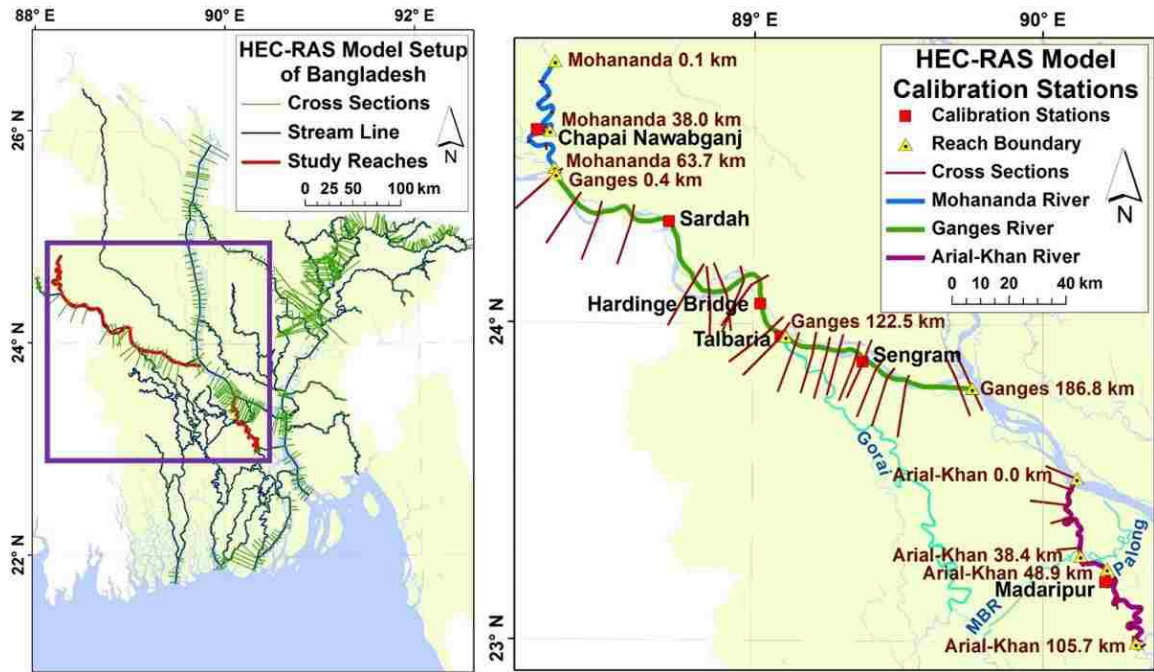 88° E
90° E
92° E
HEC-RAS Model Setup
of Bangladesh
Cross Sections
Stream Line
Study Reaches
0 25 50 100 km
N
26° N
24° N
22° N
89° E
90° E
HEC-RAS Model
Calibration Stations
Calibration Stations
Reach Boundary
Cross Sections
Mohananda River
Ganges River
Arial-Khan River
0 10 20 40 km
N
Mohananda 0.1 km
Mohananda 38.0 km
Chapai Nawabganj
Mohananda 63.7 km
Ganges 0.4 km
Sardah
Hardinge Bridge
24° N
Ganges 122.5 km
Talbaria
Sengram
Ganges 186.8 km
Gorai
Arial-Khan 0.0 km
Arial-Khan 38.4 km
Palong
Arial-Khan 48.9 km
Madaripur
MBR
23° N
Arial-Khan 105.7 km